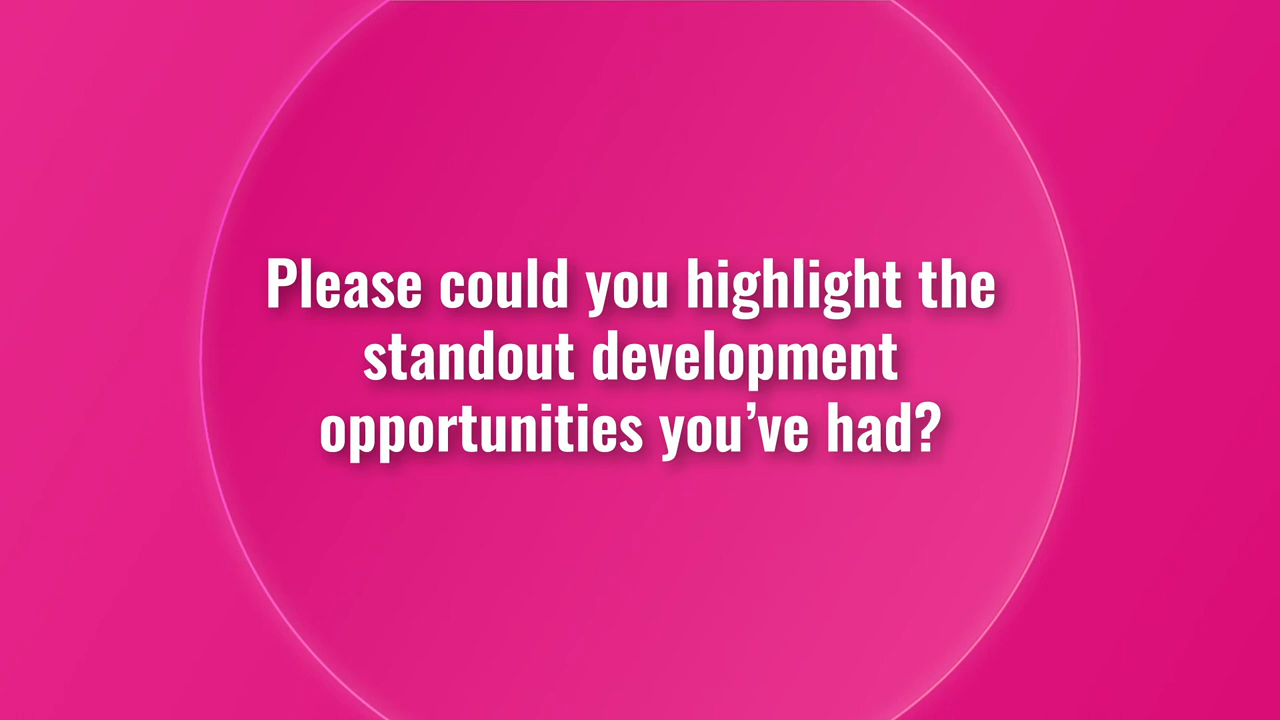 Please could you highlight the
standout development
opportunities you’ve had?